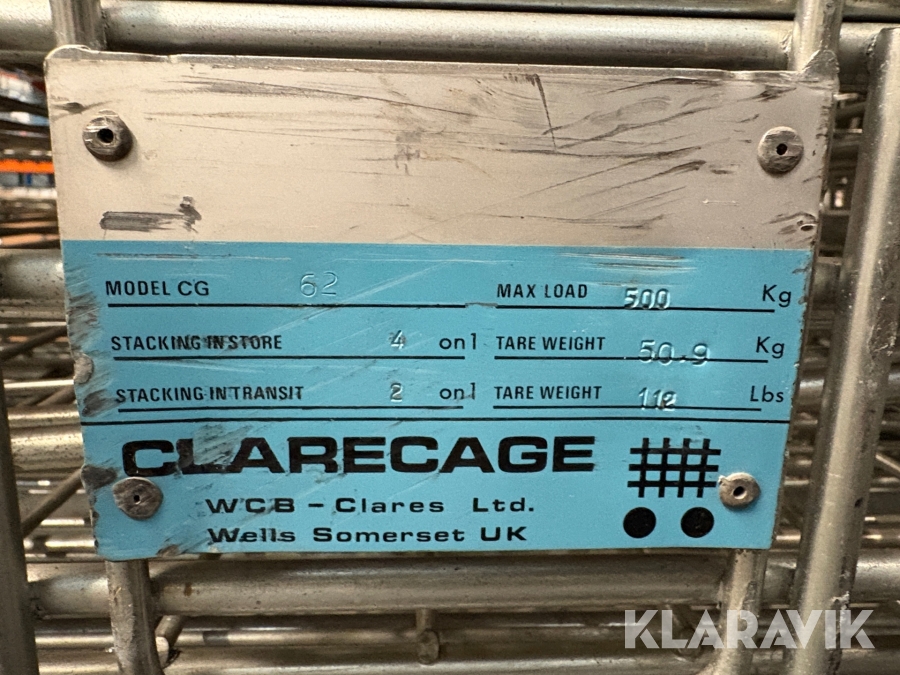 MODEL CG 62 MAX LOAD 500 Kg
STACKING IN STORE 4 on 1 TARE WEIGHT 50.9 Kg
STACKING IN TRANSIT 2 on 1 TARE WEIGHT 112 Lbs
CLARECAGE
WCB - Clares Ltd.
Wells Somerset UK
KLARAVIK